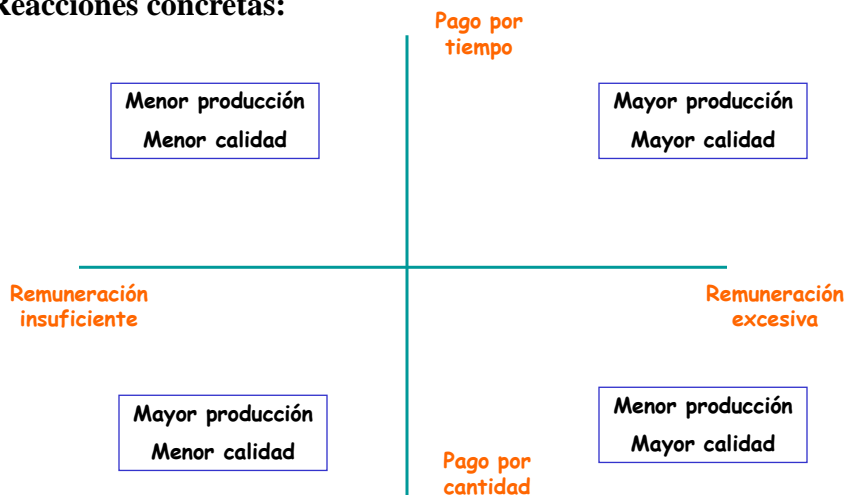 Reacciones concretas:
Pago por
tiempo
Menor producción
Menor calidad
Mayor producción
Mayor calidad
Remuneración
insuficiente
Remuneración
excesiva
Mayor producción
Menor calidad
Menor producción
Mayor calidad
Pago por
cantidad